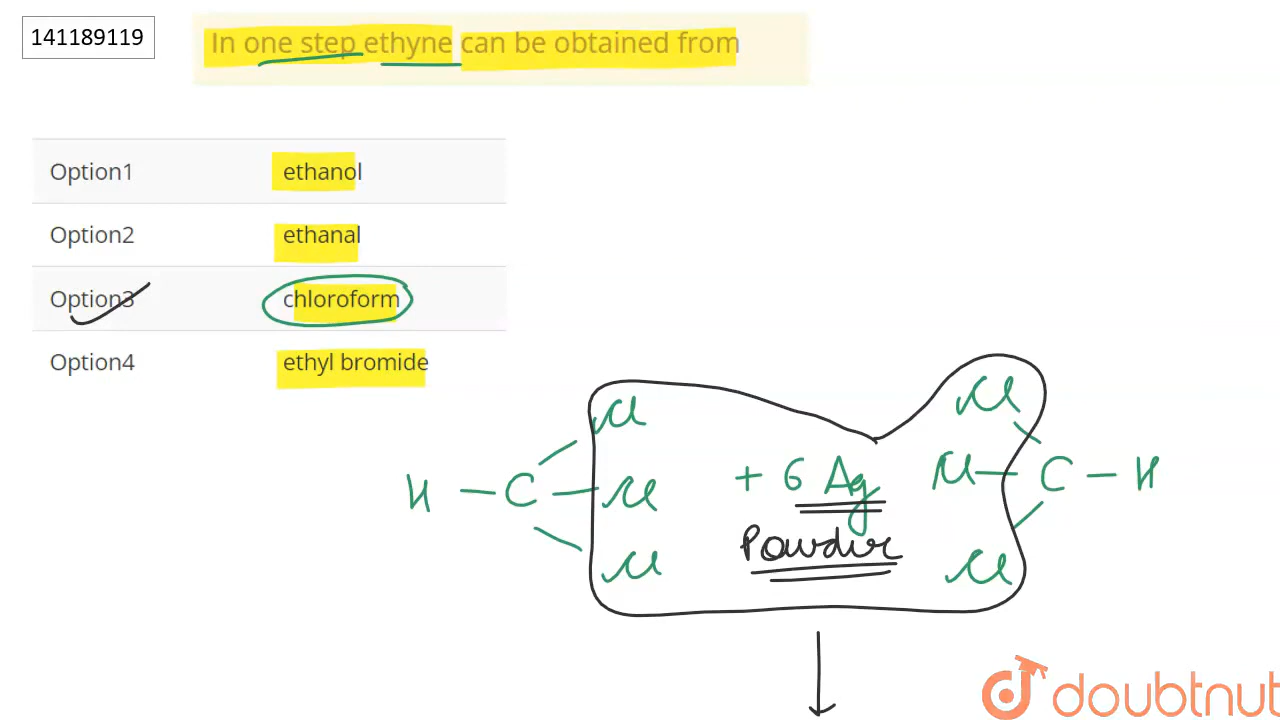 141189119
In one step ethyne can be obtained from
Option1 ethanol
Option2 ethanal
Option3 chloroform
Option4 ethyl bromide
Cl Cl
H - C - Cl + 6 Ag Cl - C - H
Powder
Cl Cl
doubtnut